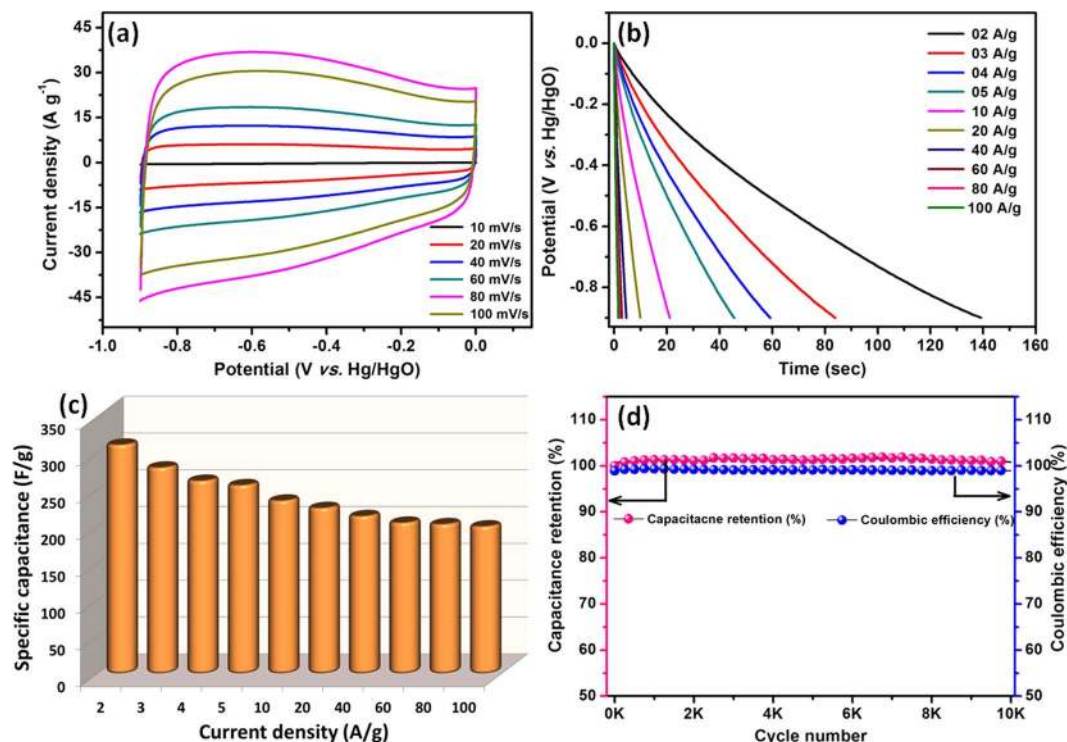 (a)
45
30
15
0
-15
-30
-45
Current density (A g⁻¹)
-1.0 -0.8 -0.6 -0.4 -0.2 0.0
Potential (V vs. Hg/HgO)
10 mV/s
20 mV/s
40 mV/s
60 mV/s
80 mV/s
100 mV/s
(b)
0.0
-0.2
-0.4
-0.6
-0.8
Potential (V vs. Hg/HgO)
0 20 40 60 80 100 120 140 160
Time (sec)
02 A/g
03 A/g
04 A/g
05 A/g
10 A/g
20 A/g
40 A/g
60 A/g
80 A/g
100 A/g
(c)
350
300
250
200
150
100
50
0
Specific capacitance (F/g)
2 3 4 5 10 20 40 60 80 100
Current density (A/g)
(d)
110
100
90
80
70
60
50
Capacitance retention (%)
Capacitacne retention (%) Coulombic efficiency (%)
110
100
90
80
70
60
50
Coulombic efficiency (%)
0K 2K 4K 6K 8K 10K
Cycle number